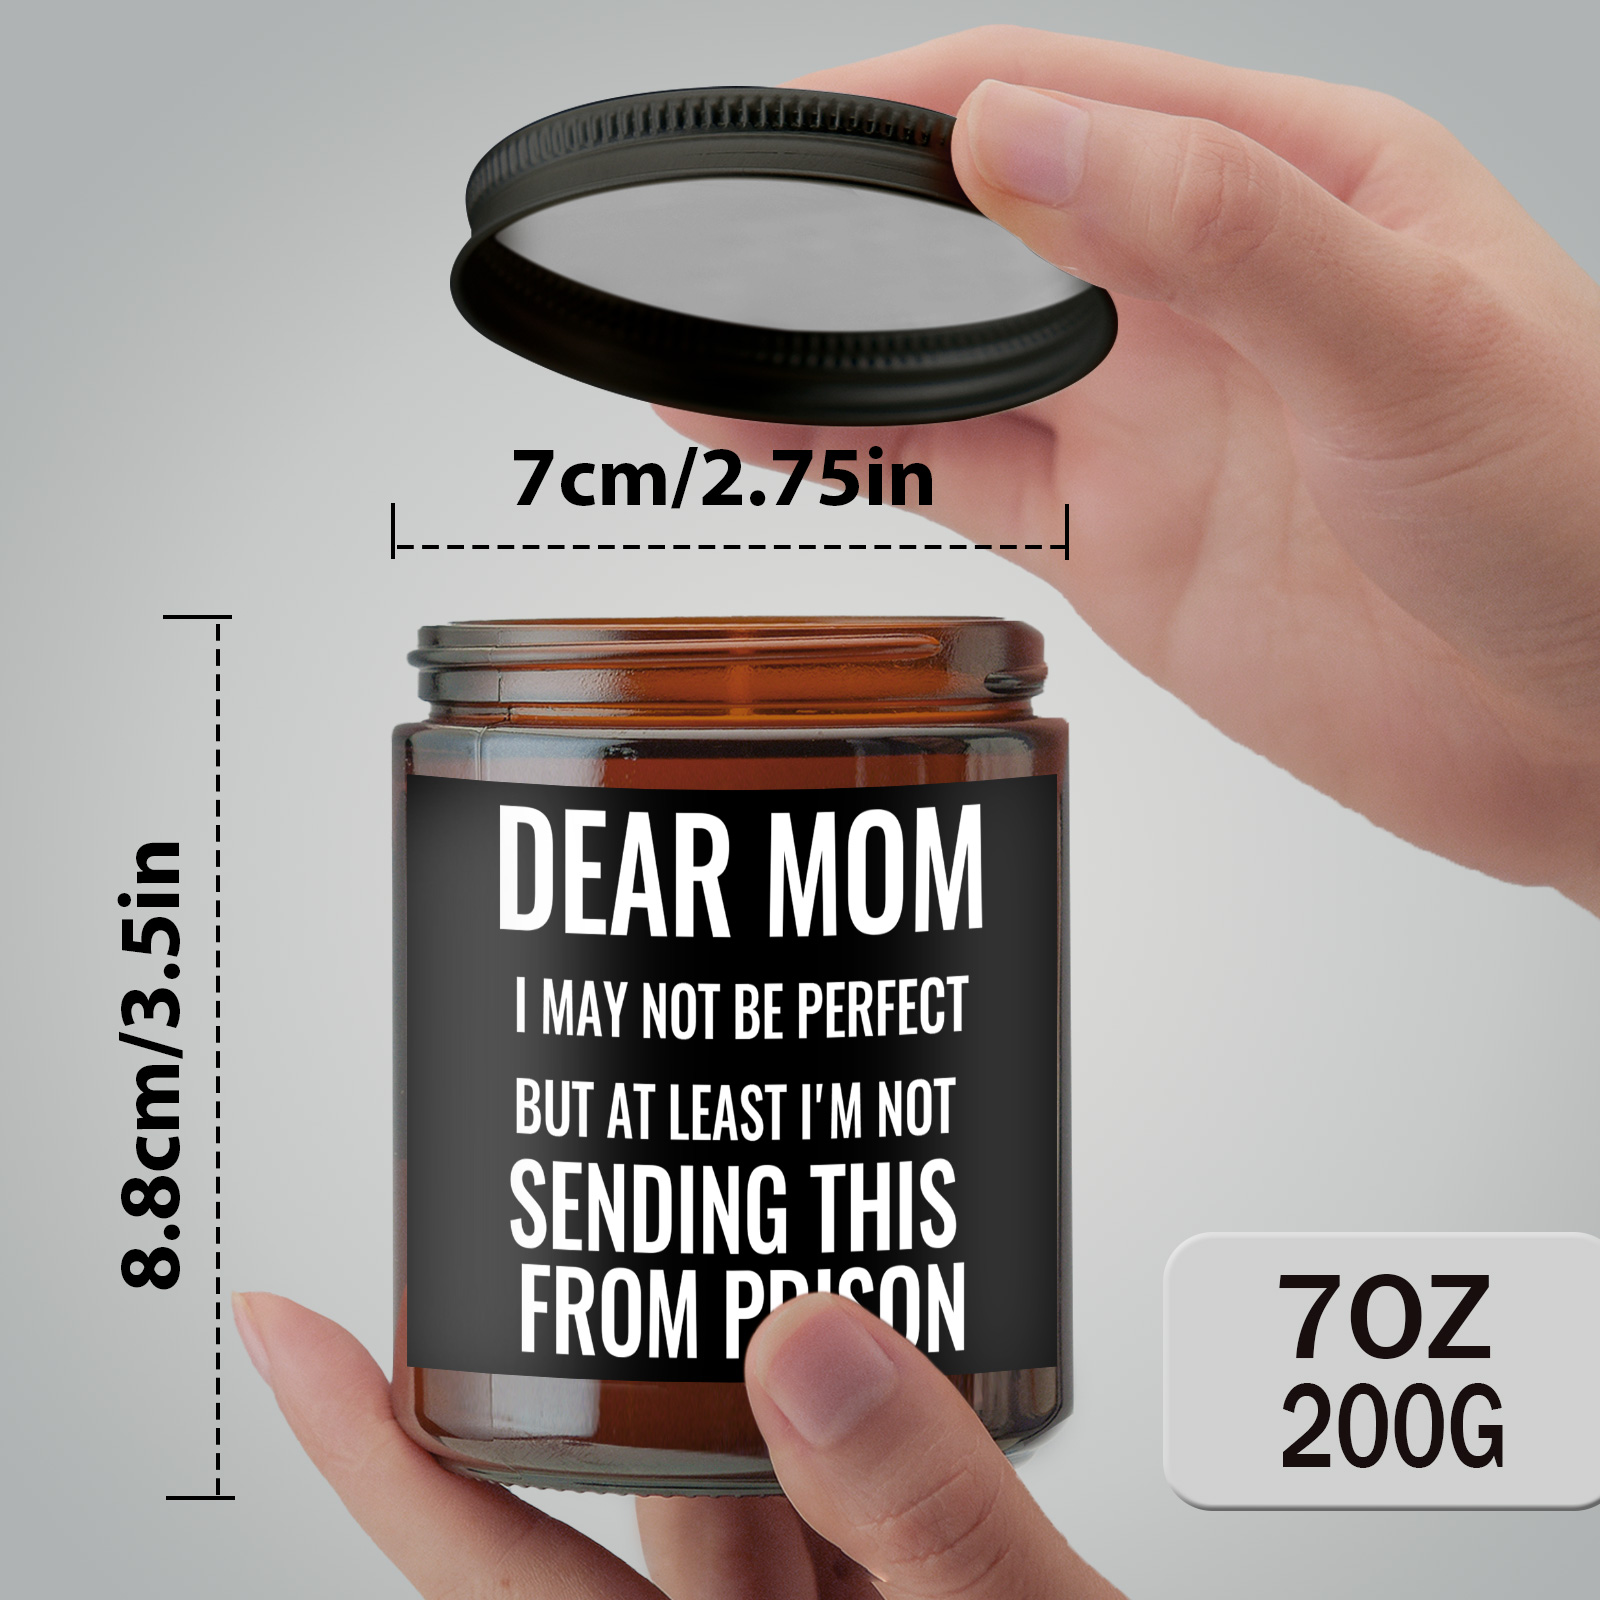 7cm/2.75in
8.8cm/3.5in
DEAR MOM
I MAY NOT BE PERFECT
BUT AT LEAST I'M NOT
SENDING THIS
FROM PRISON
7OZ
200G